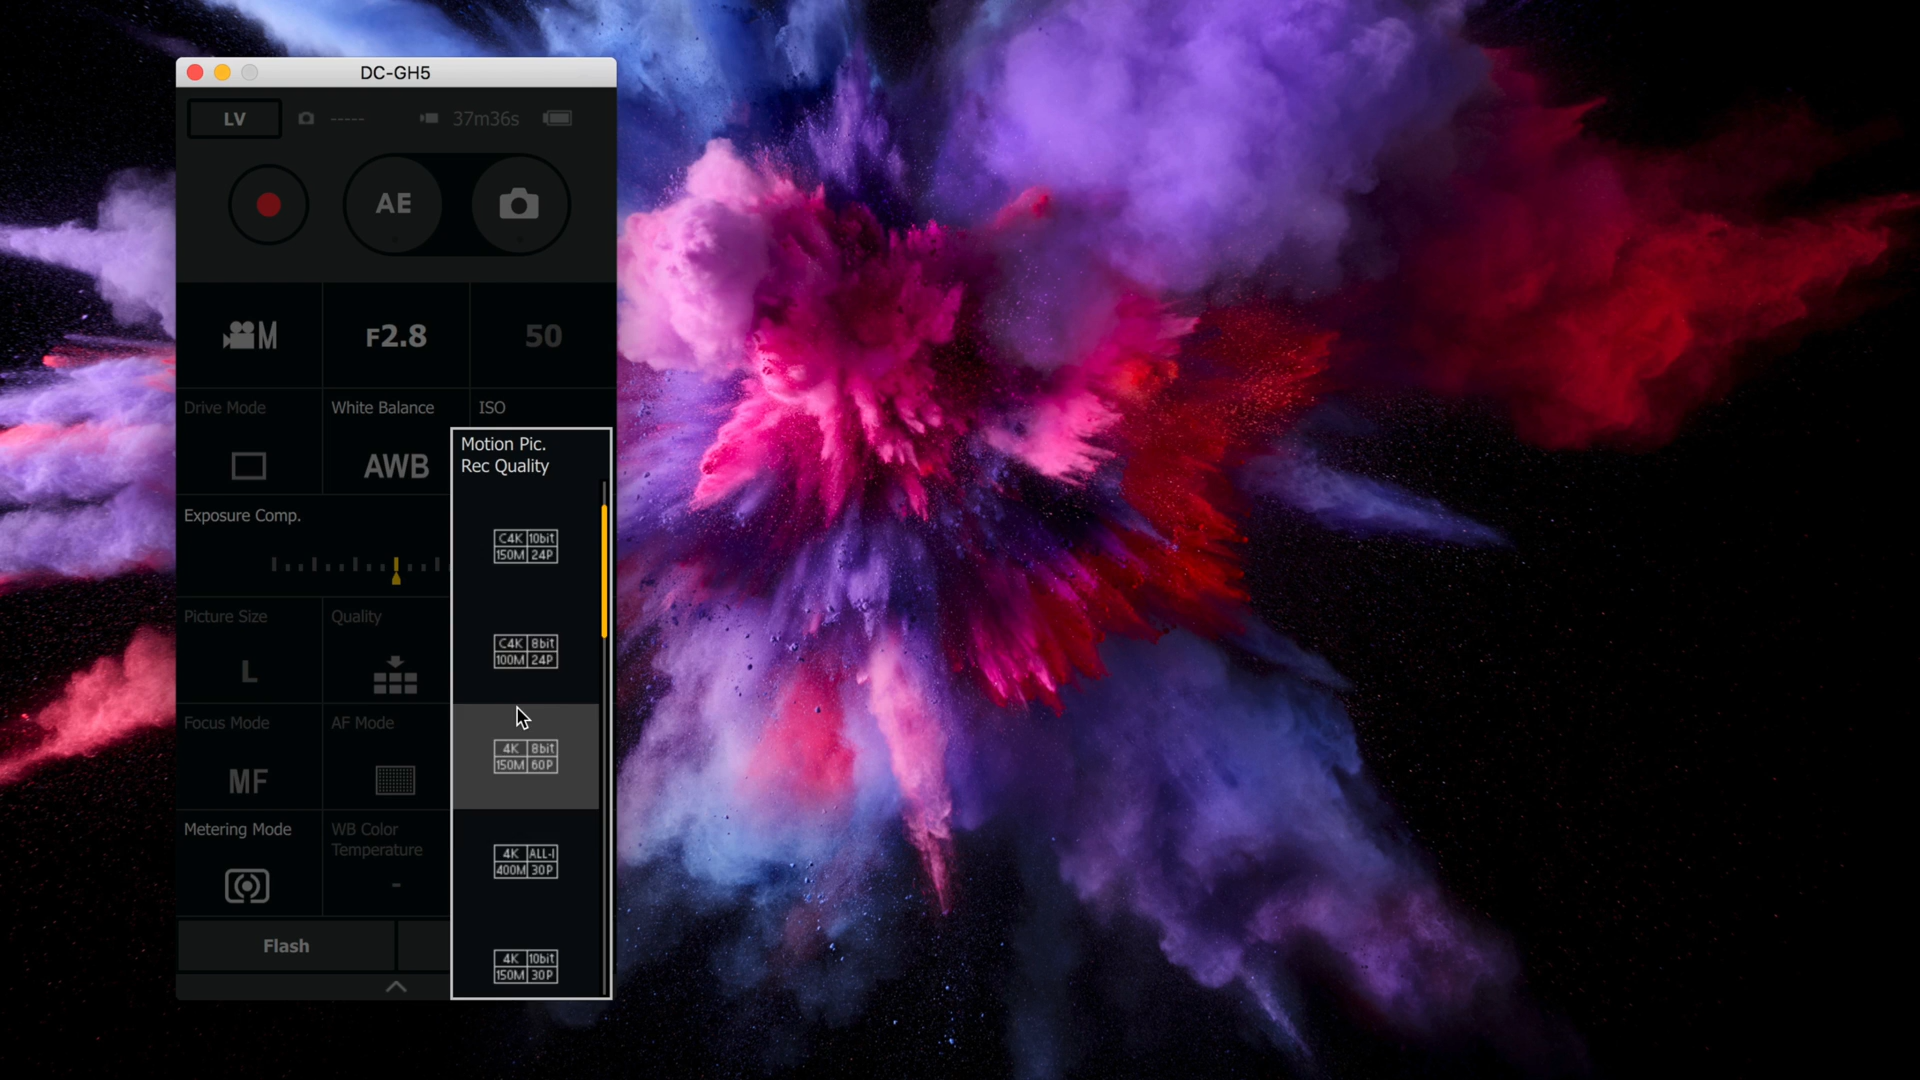 DC-GH5
LV ----- 37m36s
AE
M F2.8 50
Drive Mode White Balance ISO
AWB
Motion Pic.
Rec Quality
C4K 10bit
150M 24P
C4K 8bit
100M 24P
4K 8bit
150M 60P
4K ALL-I
400M 30P
4K 10bit
150M 30P
Exposure Comp.
Picture Size Quality
L
Focus Mode AF Mode
MF
Metering Mode WB Color
Temperature
-
Flash